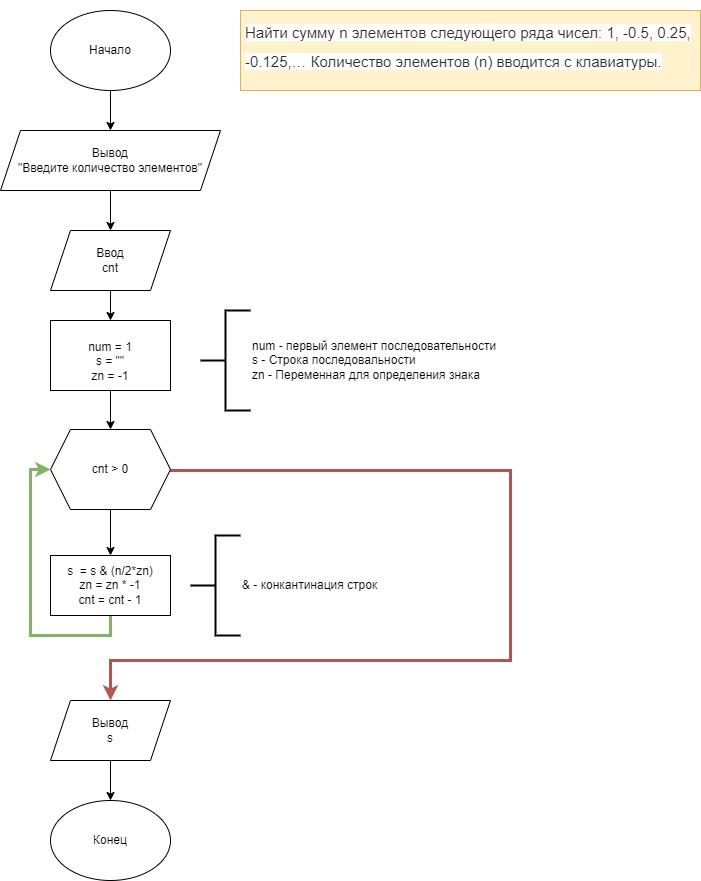 Начало
Найти сумму n элементов следующего ряда чисел: 1, -0.5, 0.25,
-0.125,… Количество элементов (n) вводится с клавиатуры.
Вывод
"Введите количество элементов"
Ввод
cnt
num = 1
s = ""
zn = -1
num - первый элемент последовательности
s - Строка последовальности
zn - Переменная для определения знака
cnt > 0
s  = s & (n/2*zn)
zn = zn * -1
cnt = cnt - 1
& - конкантинация строк
Вывод
s
Конец